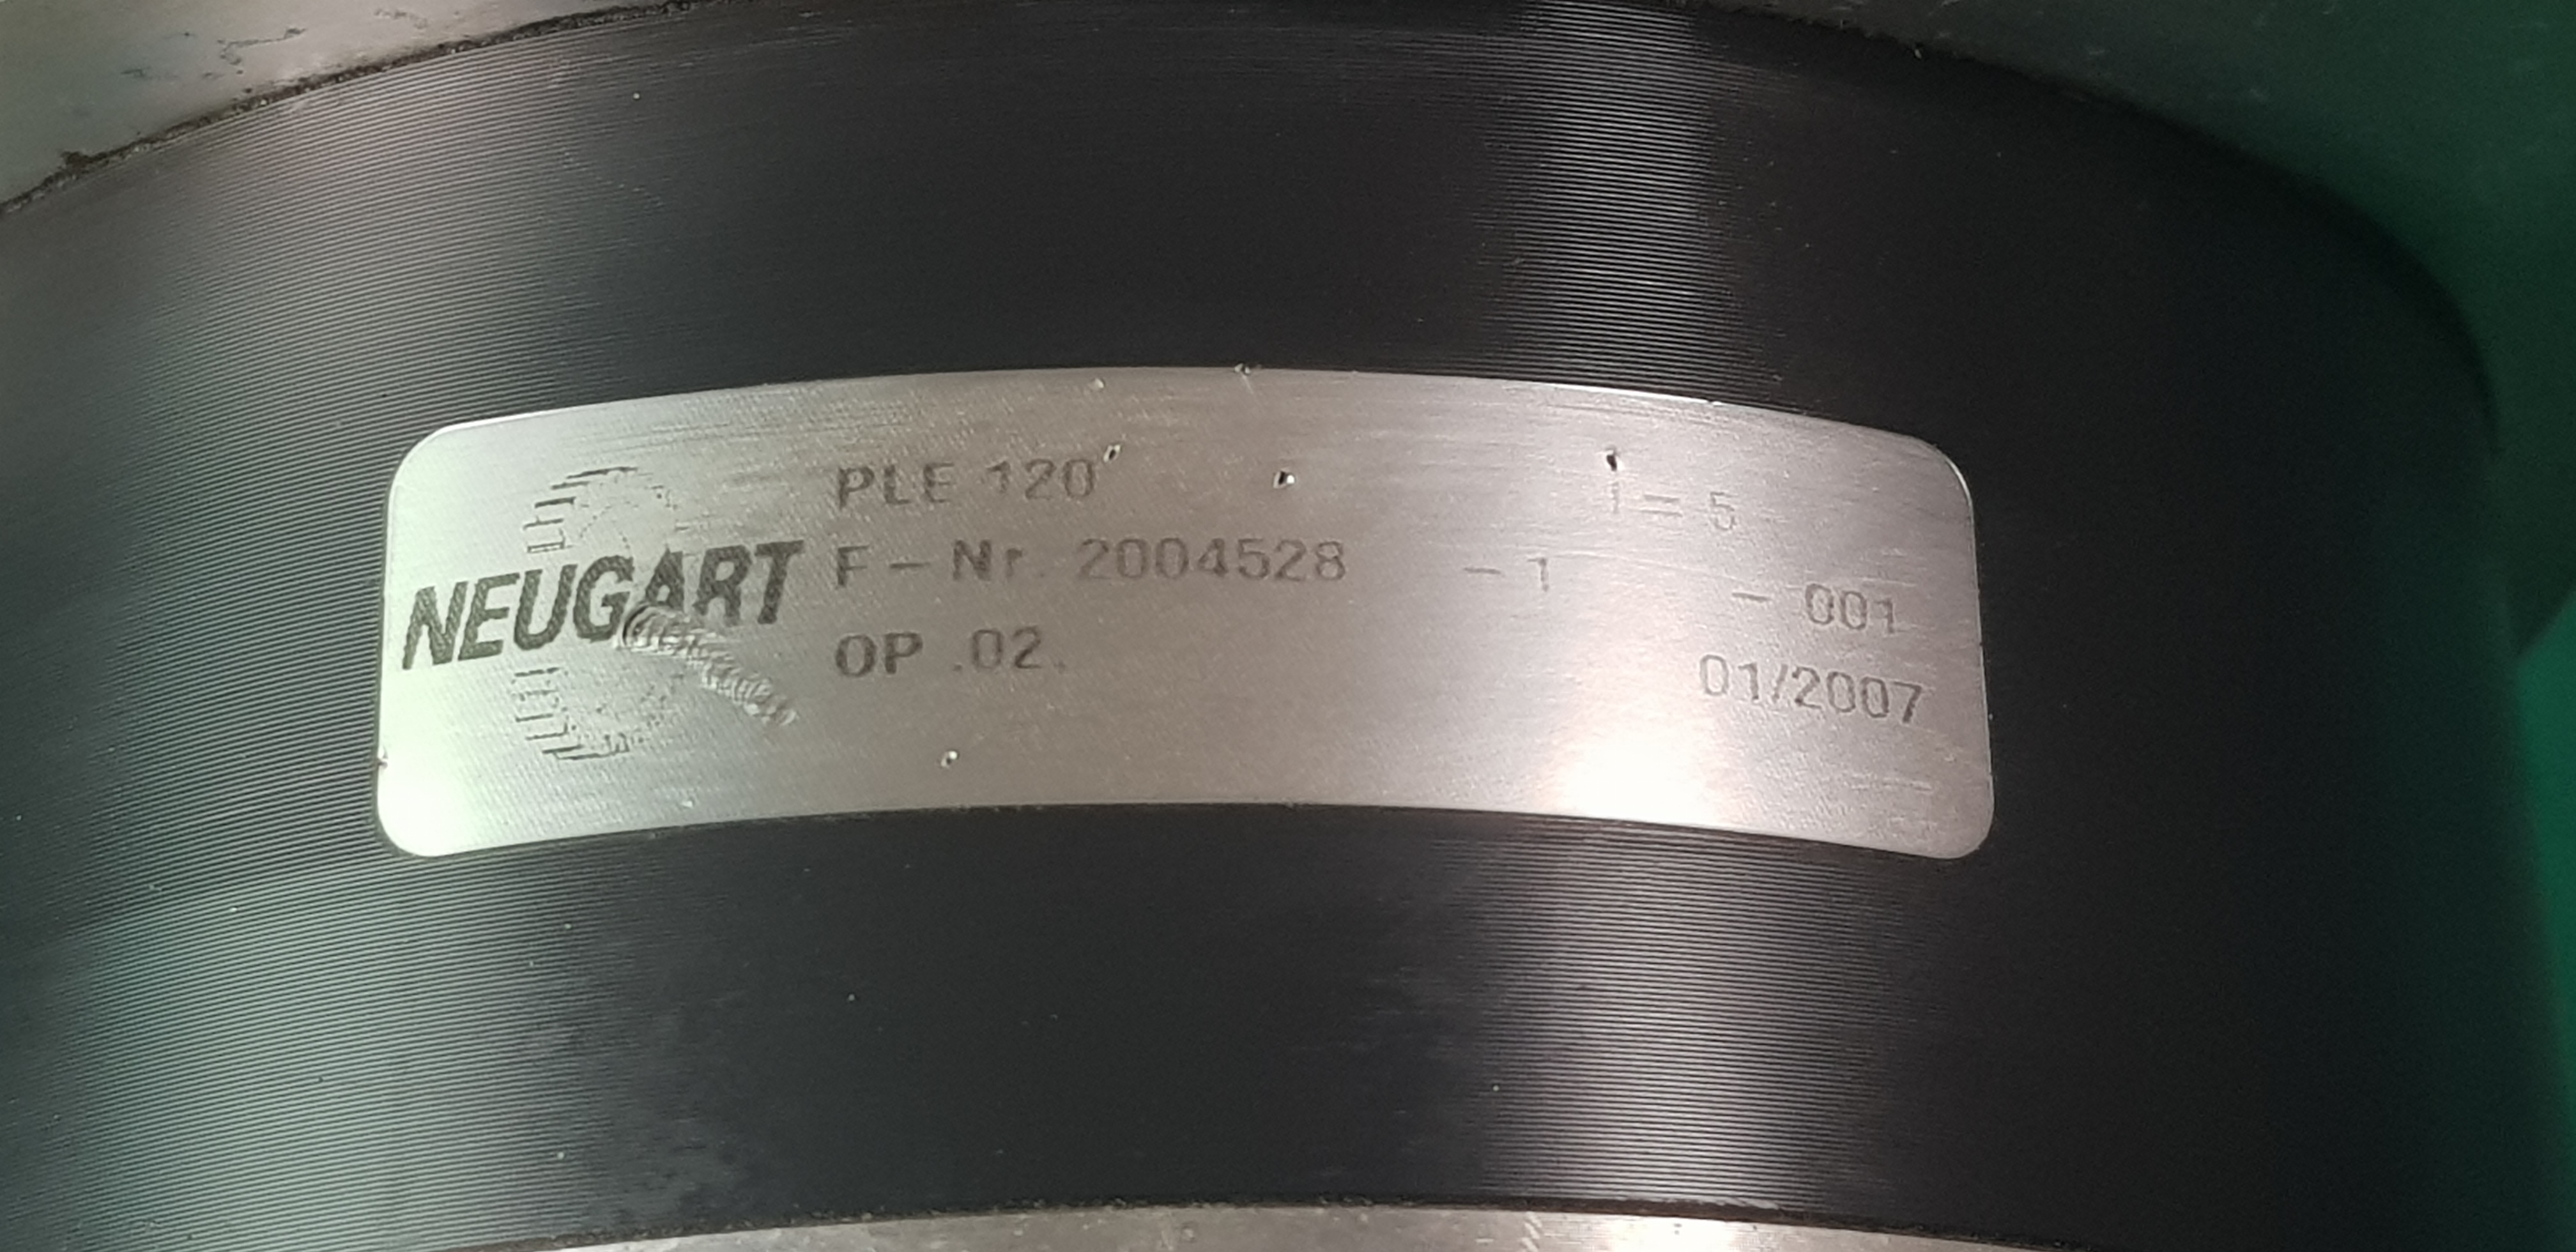 NEUGART
PLE 120 i = 5
F - Nr. 2004528 - 1 - 001
OP .02. 01/2007